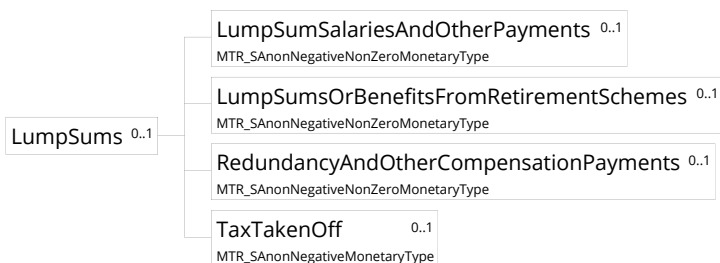 LumpSumSalariesAndOtherPayments 0..1
MTR_SAnonNegativeNonZeroMonetaryType
LumpSumsOrBenefitsFromRetirementSchemes 0..1
MTR_SAnonNegativeNonZeroMonetaryType
LumpSums 0..1
RedundancyAndOtherCompensationPayments 0..1
MTR_SAnonNegativeNonZeroMonetaryType
TaxTakenOff 0..1
MTR_SAnonNegativeMonetaryType